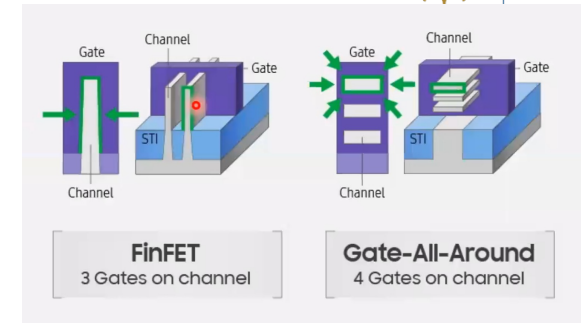 Gate
Channel
Gate
STI
Channel
Gate
Channel
Gate
STI
Channel
FinFET
3 Gates on channel
Gate-All-Around
4 Gates on channel